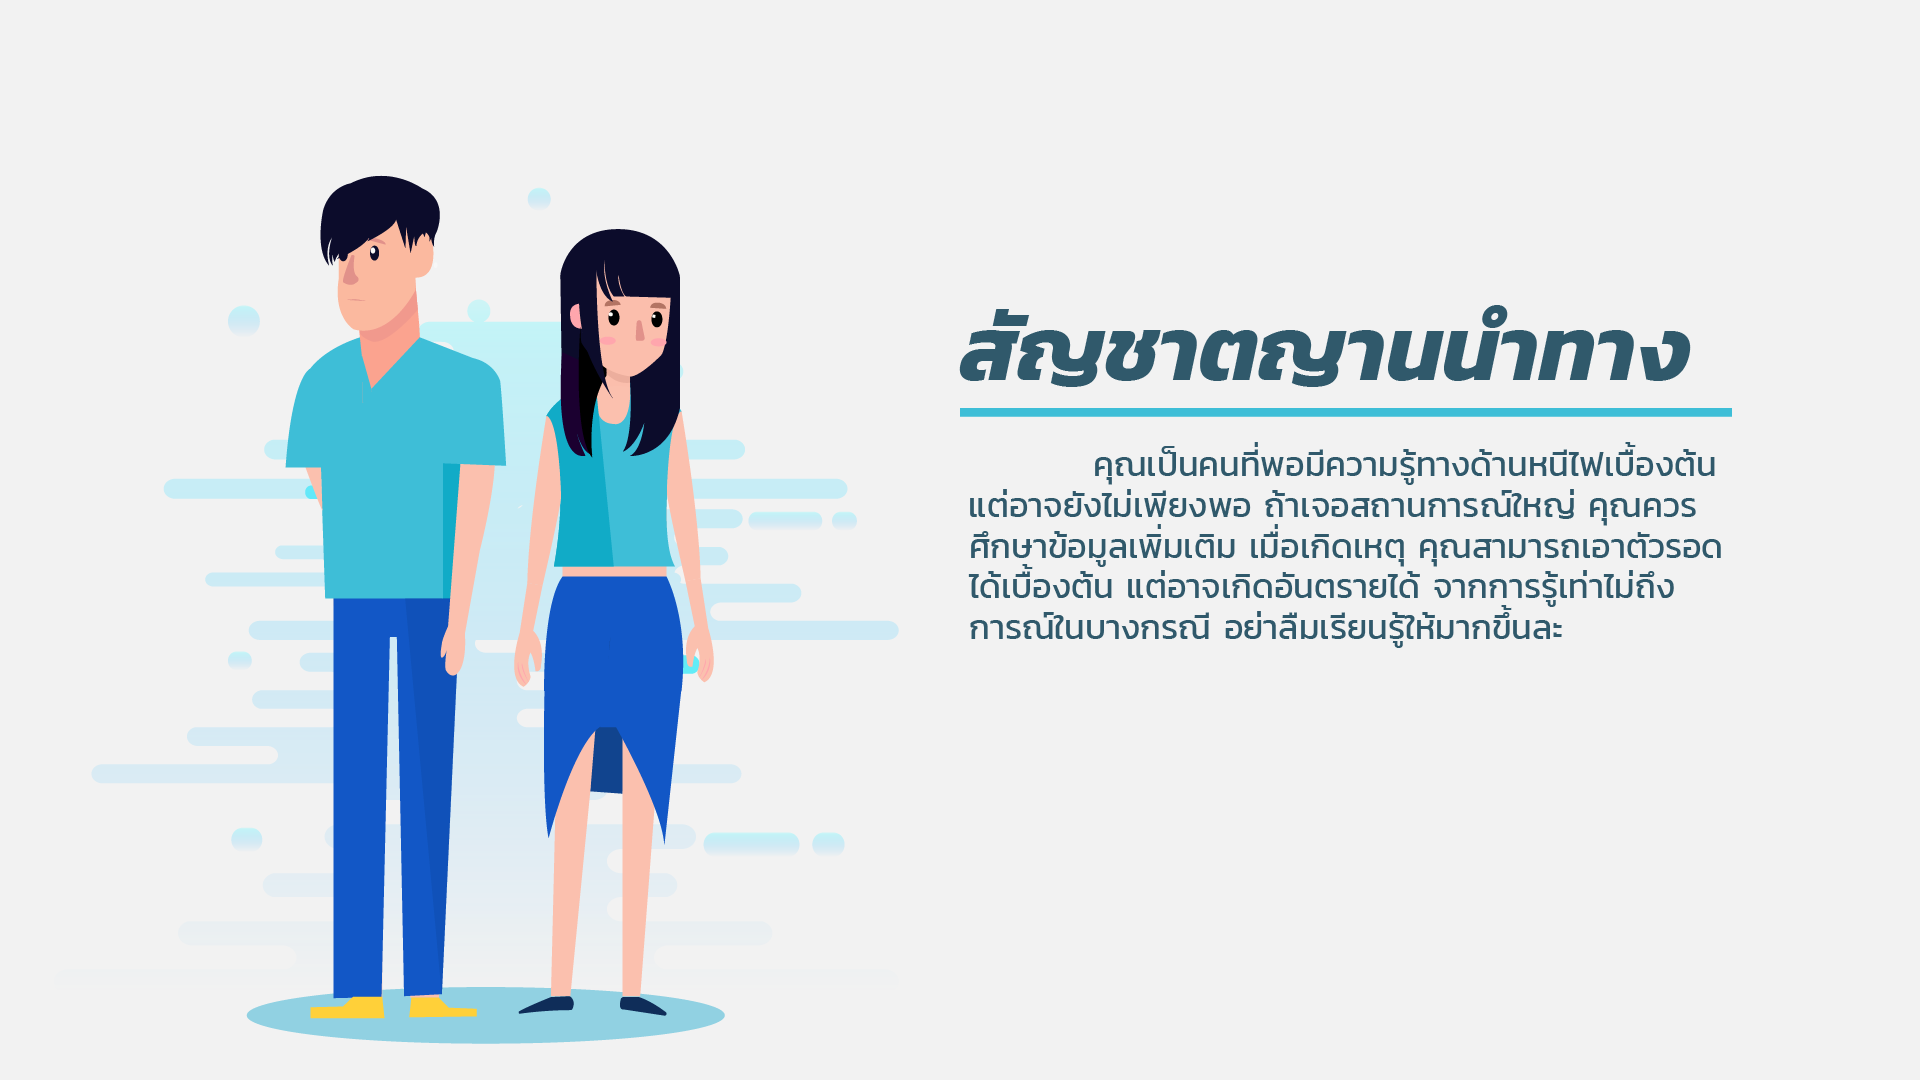 สัญชาตญานนำทาง
คุณเป็นคนที่พอมีความรู้ทางด้านหนีไฟเบื้องต้น
แต่อาจยังไม่เพียงพอ ถ้าเจอสถานการณ์ใหญ่ คุณควร
ศึกษาข้อมูลเพิ่มเติม เมื่อเกิดเหตุ คุณสามารถเอาตัวรอด
ได้เบื้องต้น แต่อาจเกิดอันตรายได้ จากการรู้เท่าไม่ถึง
การณ์ในบางกรณี อย่าลืมเรียนรู้ให้มากขึ้นละ